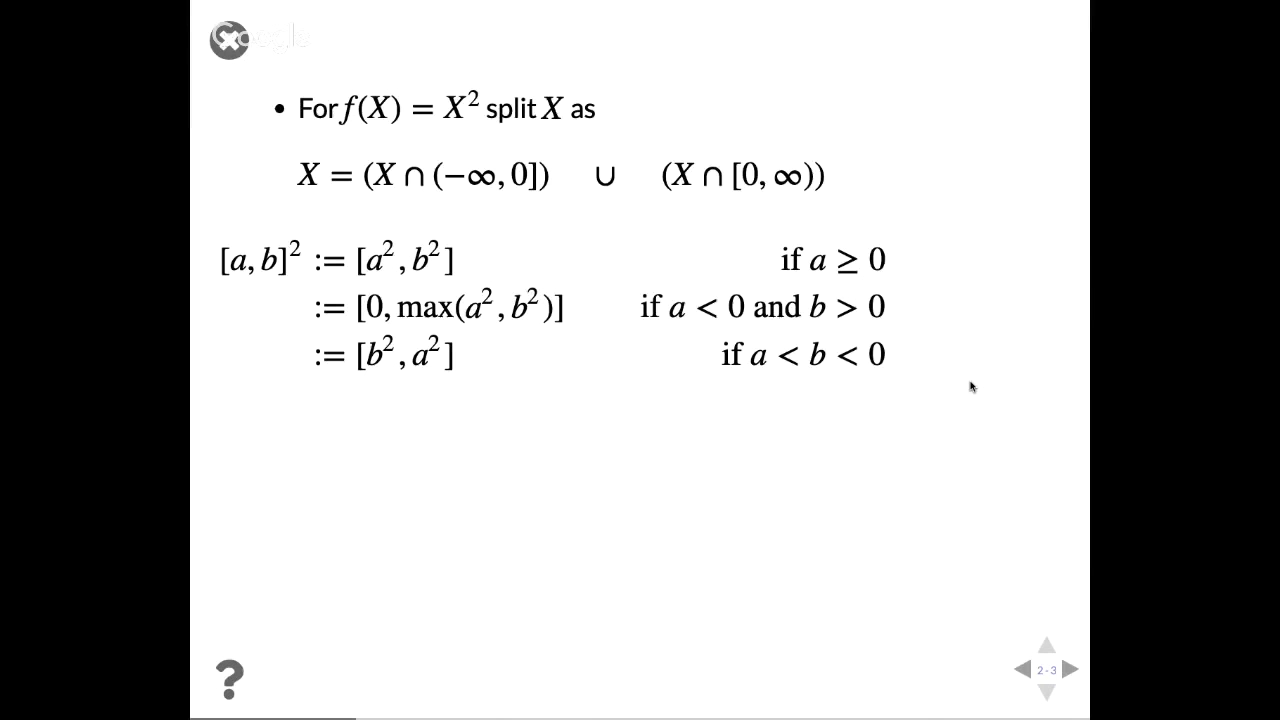 Google
• For f(X) = X² split X as
X = (X ∩ (−∞, 0]) ∪ (X ∩ [0, ∞))
[a, b]² := [a², b²] if a ≥ 0
:= [0, max(a², b²)] if a < 0 and b > 0
:= [b², a²] if a < b < 0
?
2-3